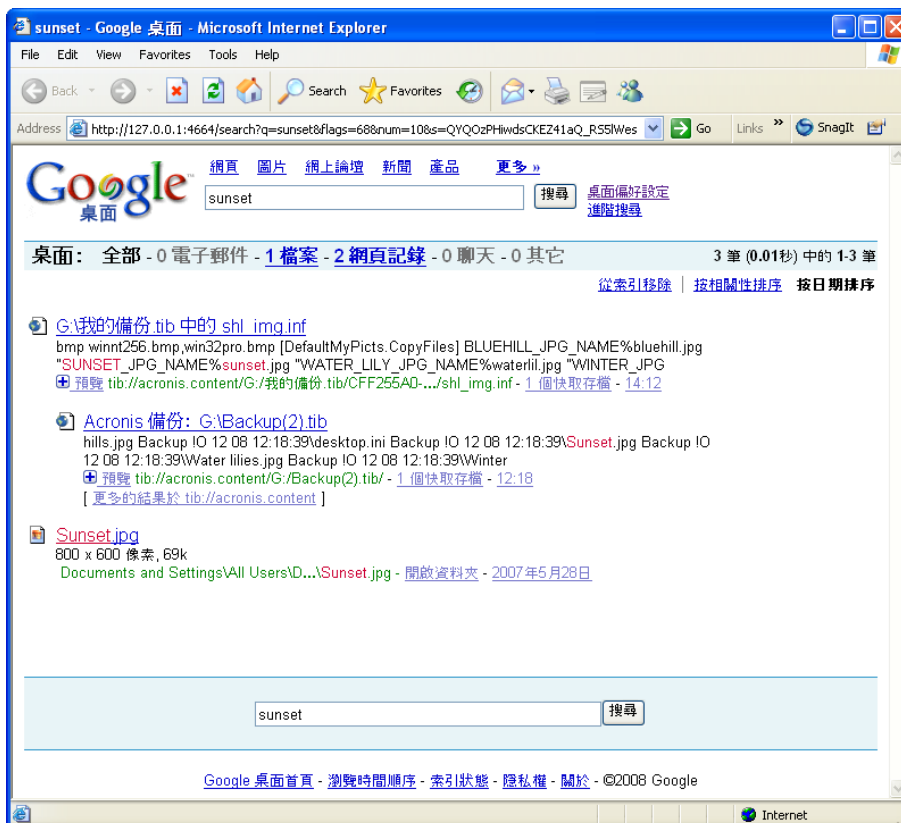 sunset - Google 桌面 - Microsoft Internet Explorer
File Edit View Favorites Tools Help
Back Search Favorites
Address http://127.0.0.1:4664/search?q=sunset&flags=68&num=10&s=QYQOzPHiwdsCKEZ41aQ_RS5lWes Go Links » SnagIt
網頁 圖片 網上論壇 新聞 產品 更多 »
Google 桌面
sunset 搜尋 桌面偏好設定
進階搜尋
桌面: 全部 - 0 電子郵件 - 1 檔案 - 2 網頁記錄 - 0 聊天 - 0 其它 3 筆 (0.01秒) 中的 1-3 筆
從索引移除 | 按相關性排序 按日期排序
G:\我的備份.tib 中的 shl_img.inf
bmp winnt256.bmp,win32pro.bmp [DefaultMyPicts.CopyFiles] BLUEHILL_JPG_NAME%bluehill.jpg
"SUNSET_JPG_NAME%sunset.jpg "WATER_LILY_JPG_NAME%waterlil.jpg "WINTER_JPG
預覽 tib://acronis.content/G:/我的備份.tib/CFF255A0-.../shl_img.inf - 1 個快取存檔 - 14:12
Acronis 備份: G:\Backup(2).tib
hills.jpg Backup !O 12 08 12:18:39\desktop.ini Backup !O 12 08 12:18:39\Sunset.jpg Backup !O
12 08 12:18:39\Water lilies.jpg Backup !O 12 08 12:18:39\Winter
預覽 tib://acronis.content/G:/Backup(2).tib/ - 1 個快取存檔 - 12:18
[ 更多的結果於 tib://acronis.content ]
Sunset.jpg
800 x 600 像素, 69k
Documents and Settings\All Users\D...\Sunset.jpg - 開啟資料夾 - 2007年5月28日
sunset 搜尋
Google 桌面首頁 - 瀏覽時間順序 - 索引狀態 - 隱私權 - 關於 - ©2008 Google
Internet